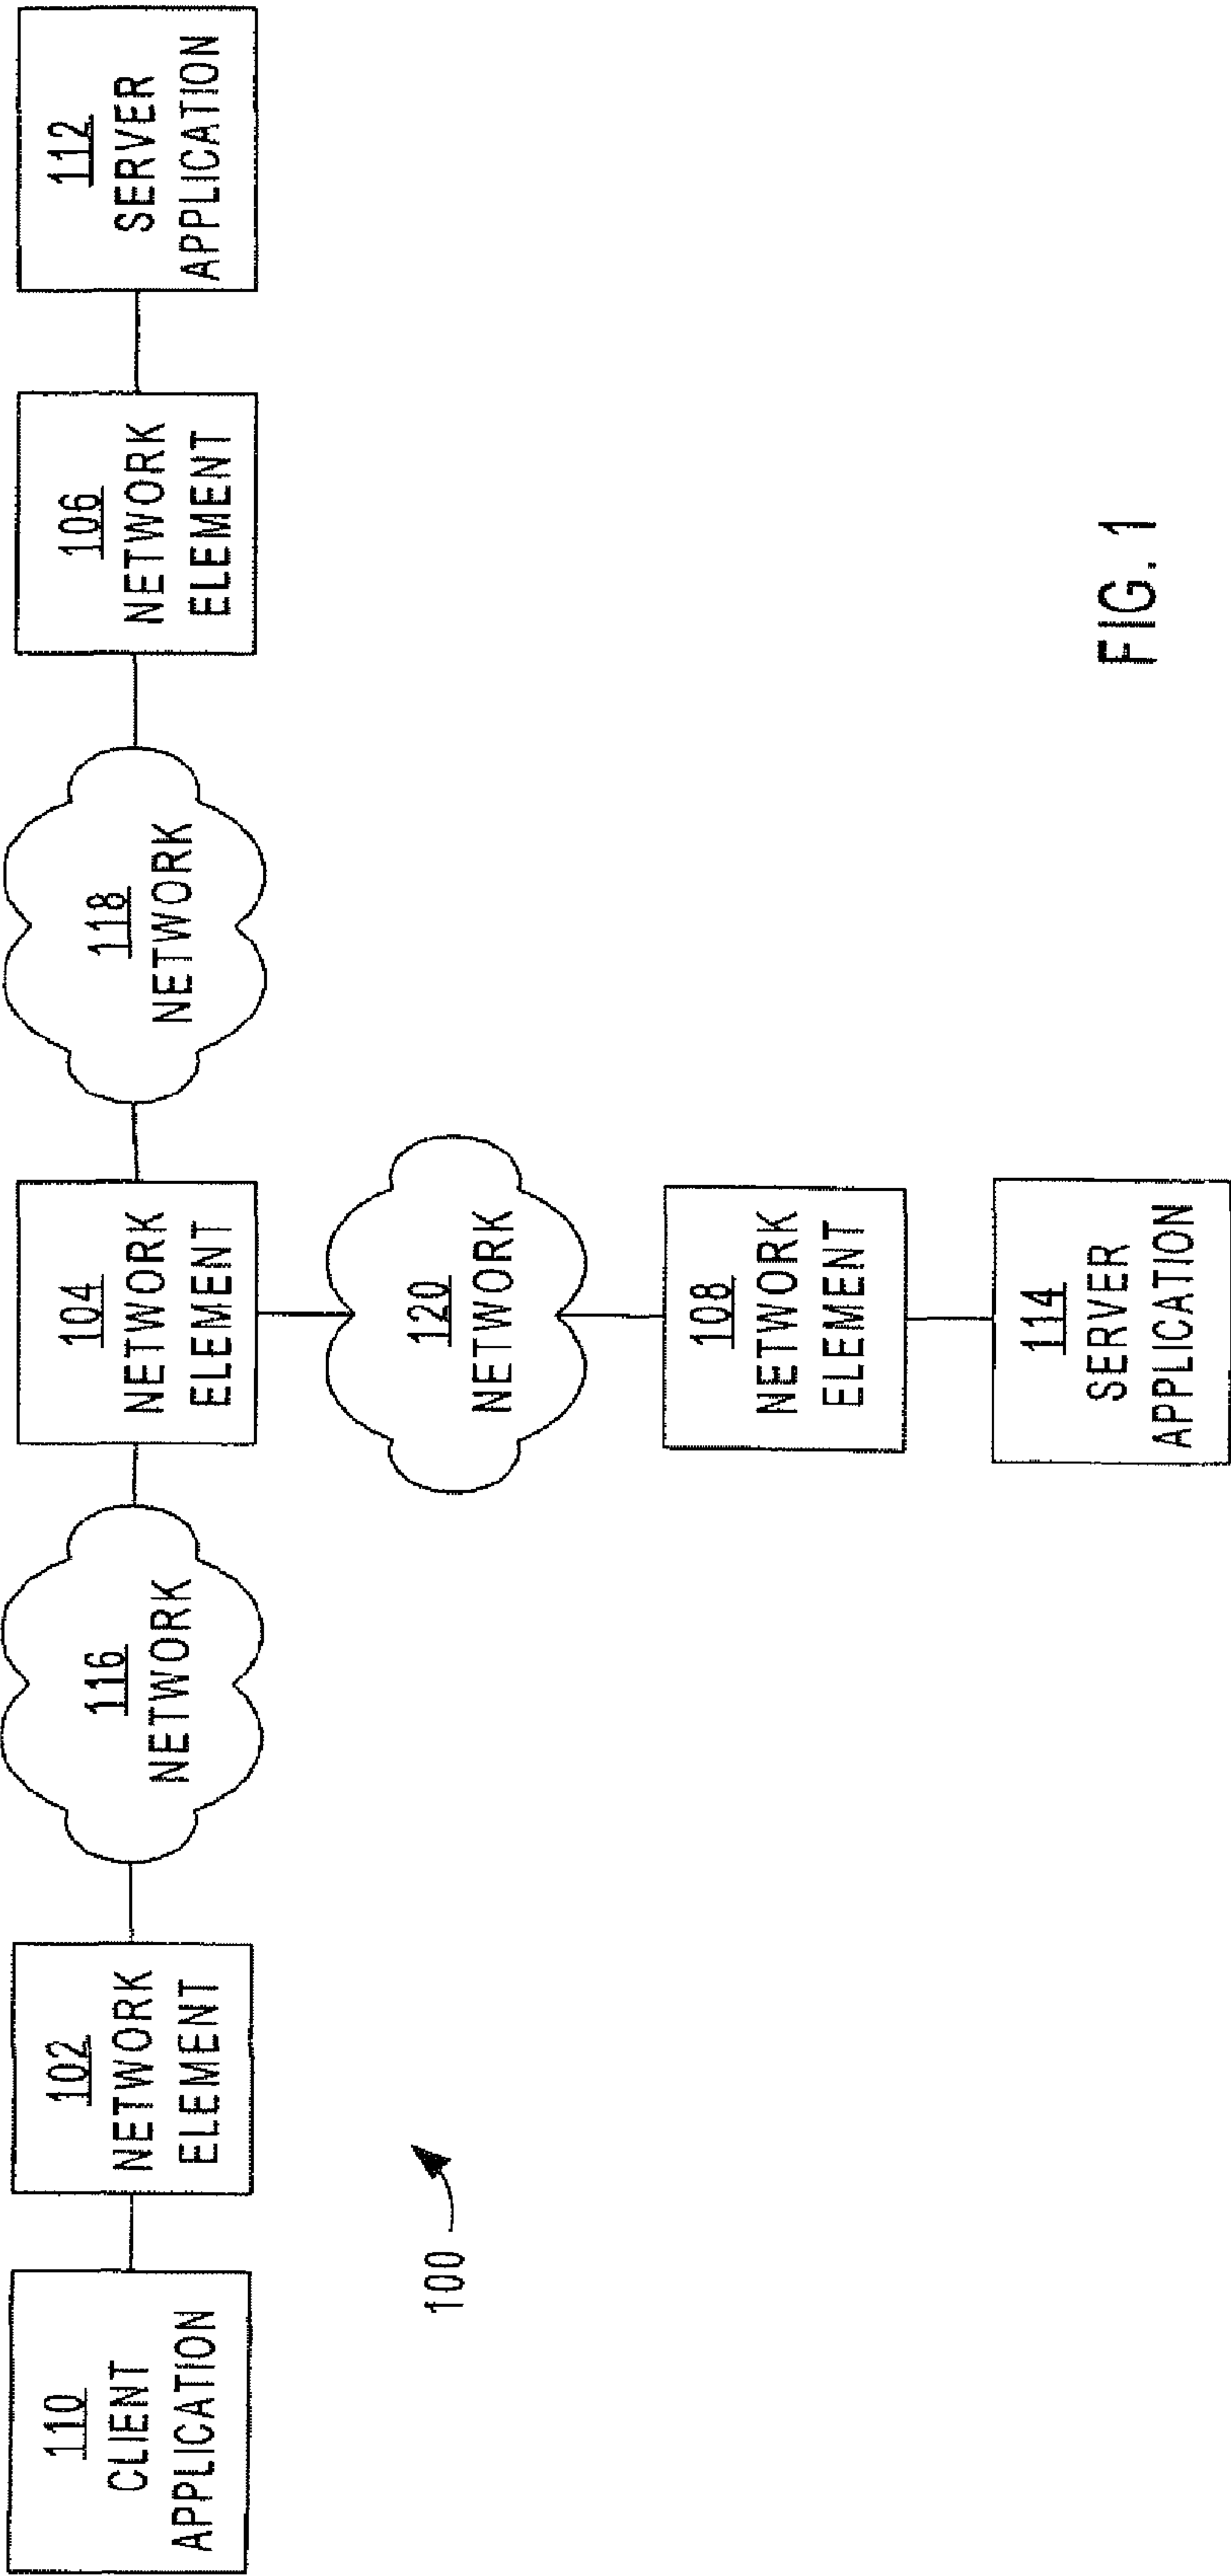 110
CLIENT
APPLICATION
102
NETWORK
ELEMENT
116
NETWORK
104
NETWORK
ELEMENT
118
NETWORK
106
NETWORK
ELEMENT
112
SERVER
APPLICATION
120
NETWORK
108
NETWORK
ELEMENT
114
SERVER
APPLICATION
100
FIG. 1